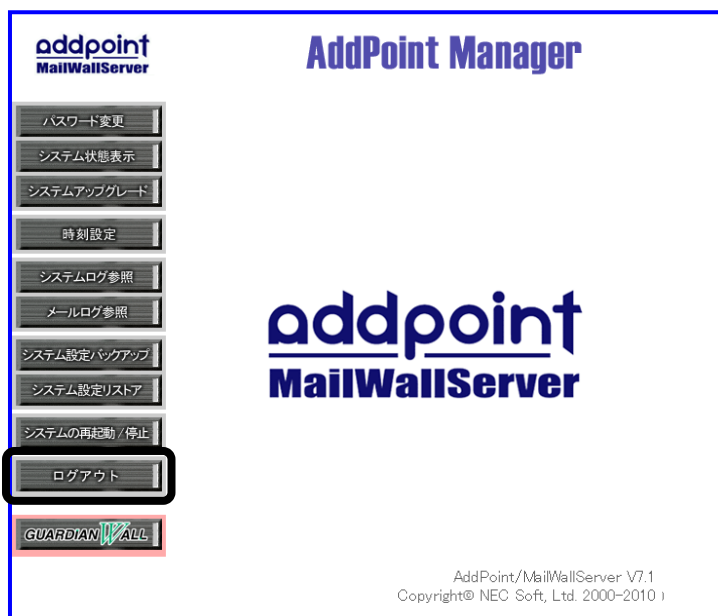 addpoint
MailWallServer
AddPoint Manager
パスワード変更
システム状態表示
システムアップグレード
時刻設定
システムログ参照
メールログ参照
システム設定バックアップ
システム設定リストア
システムの再起動/停止
ログアウト
GUARDIAN WALL
addpoint
MailWallServer
AddPoint/MailWallServer V7.1
Copyright© NEC Soft, Ltd. 2000-2010 )